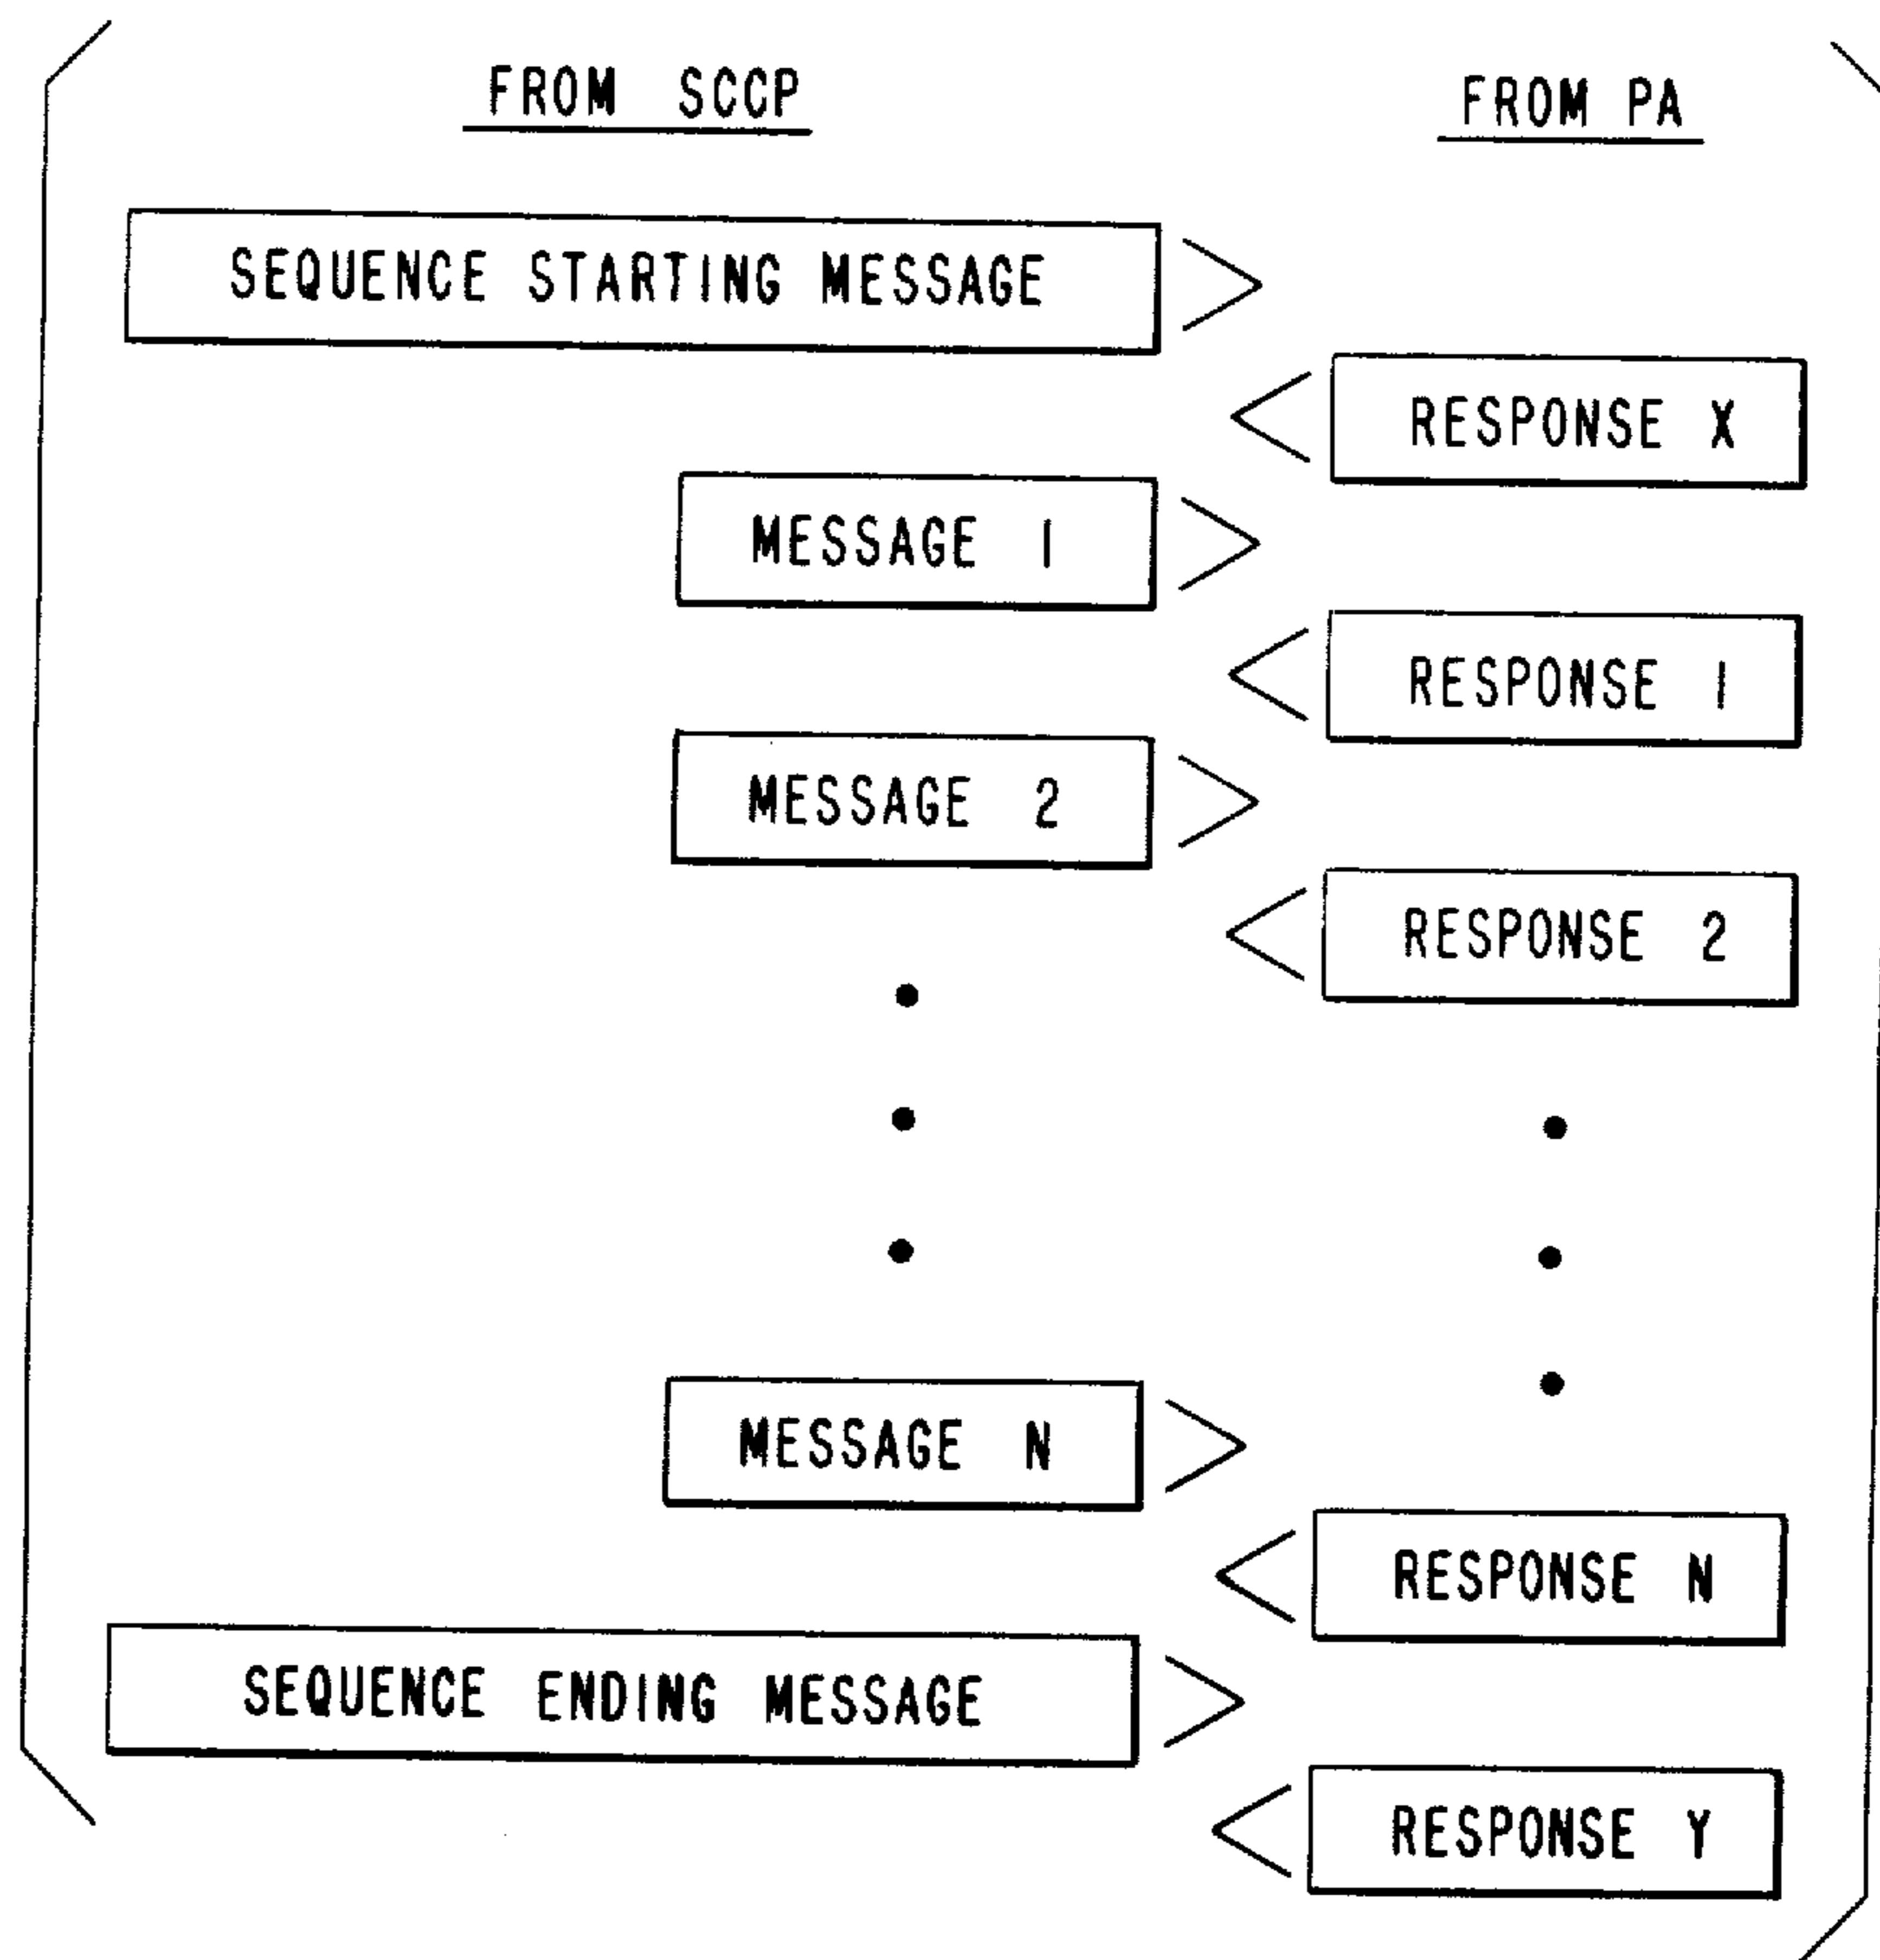 FROM SCCP
FROM PA
SEQUENCE STARTING MESSAGE
RESPONSE X
MESSAGE 1
RESPONSE 1
MESSAGE 2
RESPONSE 2
MESSAGE N
RESPONSE N
SEQUENCE ENDING MESSAGE
RESPONSE Y